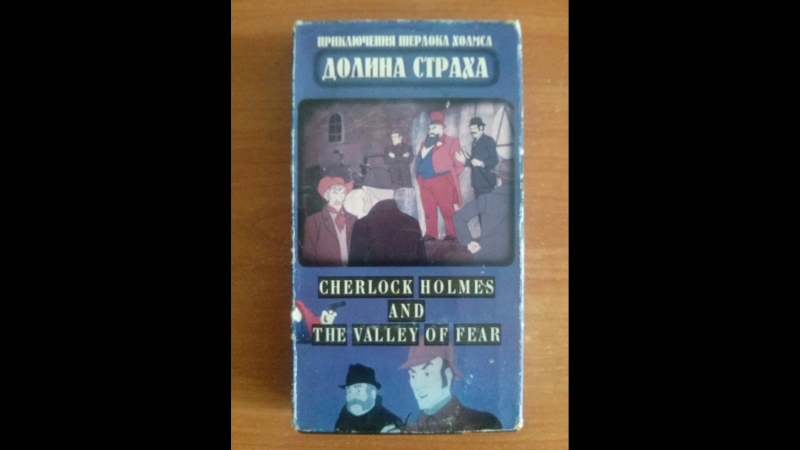 ПРИКЛЮЧЕНИЯ ШЕРЛОКА ХОЛМСА
ДОЛИНА СТРАХА
CHERLOCK HOLMES
AND
THE VALLEY OF FEAR